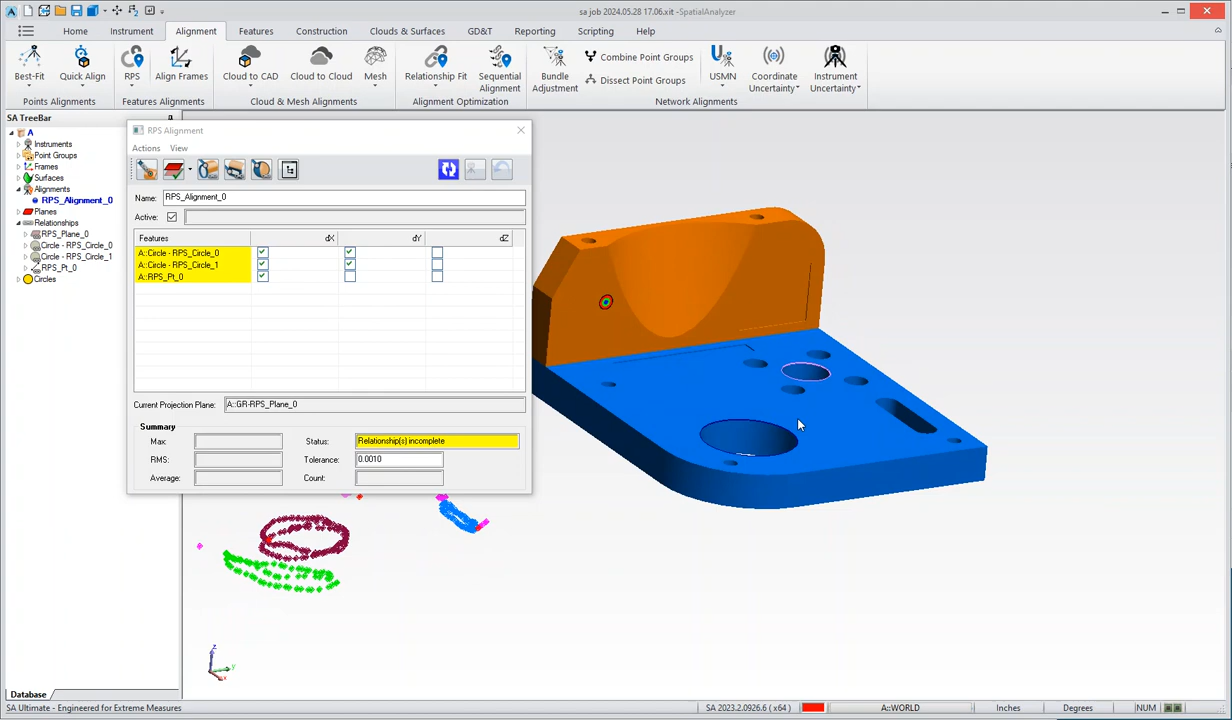 sa job 2024.05.28 17.06.xit - SpatialAnalyzer
Home Instrument Alignment Features Construction Clouds & Surfaces GD&T Reporting Scripting Help
Best-Fit Quick Align RPS Align Frames Cloud to CAD Cloud to Cloud Mesh Relationship Fit Sequential Alignment Bundle Adjustment Combine Point Groups Dissect Point Groups USMN Coordinate Uncertainty Instrument Uncertainty
Points Alignments Features Alignments Cloud & Mesh Alignments Alignment Optimization Network Alignments
SA TreeBar
A
Instruments
Point Groups
Frames
Surfaces
Alignments
RPS_Alignment_0
Planes
Relationships
RPS_Plane_0
Circle - RPS_Circle_0
Circle - RPS_Circle_1
RPS_Pt_0
Circles
RPS Alignment
Actions View
Name: RPS_Alignment_0
Active:
Features dX dY dZ
A::Circle - RPS_Circle_0
A::Circle - RPS_Circle_1
A::RPS_Pt_0
Current Projection Plane: A::GR-RPS_Plane_0
Summary
Max: Status: Relationship(s) incomplete
RMS: Tolerance: 0.0010
Average: Count:
z
y
x
Database
SA Ultimate - Engineered for Extreme Measures SA 2023.2.0926.6 ( x64 ) A::WORLD Inches Degrees NUM